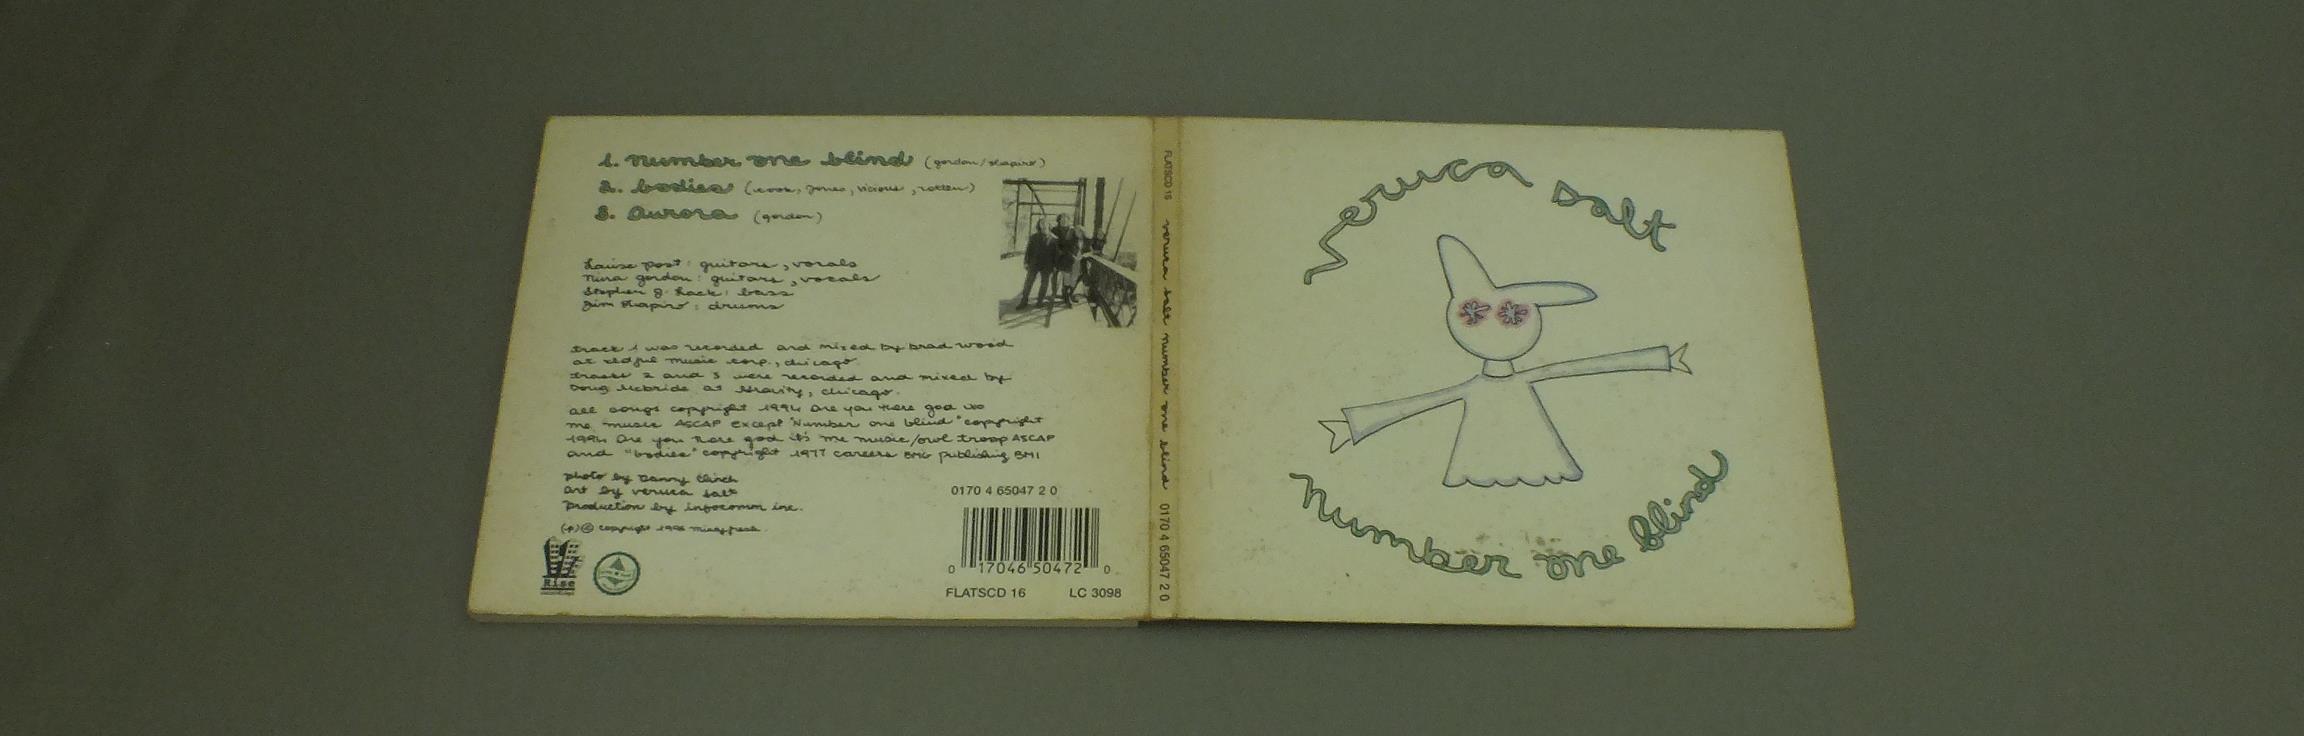 1. number one blind (gordon/shapiro)
2. bodies (cook, jones, vicious, rotten)
3. aurora (gordon)
Louise post: guitars, vocals
Nina gordon: guitars, vocals
Stephen J. Lack: bass
Jim Shapiro: drums
track 1 was recorded and mixed by brad wood
at idful music corp., chicago
tracks 2 and 3 were recorded and mixed by
Doug McBride at Gravity, chicago.
all songs copyright 1994 are you there god it's
me music ASCAP except "Number one blind" copyright
1994 are you there god it's me music/owl troop ASCAP
and "bodies" copyright 1977 careers BMG publishing BMI
photo by Danny Clinch
art by veruca salt
production by infocomm inc.
(p)© copyright minty fresh.
Rise
0170 4 65047 2 0
0 17046 50472 0
FLATSCD 16 LC 3098
FLATSCD 16 veruca salt number one blind 0170 4 65047 2 0
veruca salt
number one blind